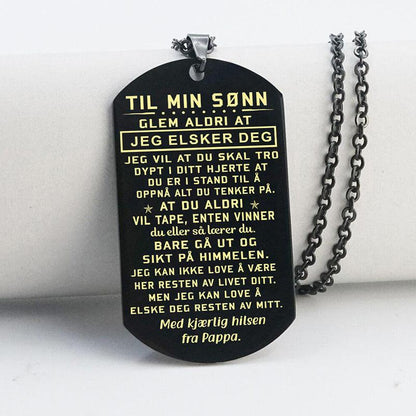 TIL MIN SØNN
GLEM ALDRI AT
JEG ELSKER DEG
JEG VIL AT DU SKAL TRO
DYPT I DITT HJERTE AT
DU ER I STAND TIL Å
OPPNÅ ALT DU TENKER PÅ.
AT DU ALDRI
VIL TAPE, ENTEN VINNER
du eller så lærer du.
BARE GÅ UT OG
SIKT PÅ HIMMELEN.
JEG KAN IKKE LOVE Å VÆRE
HER RESTEN AV LIVET DITT.
MEN JEG KAN LOVE Å
ELSKE DEG RESTEN AV MITT.
Med kjærlig hilsen
fra Pappa.